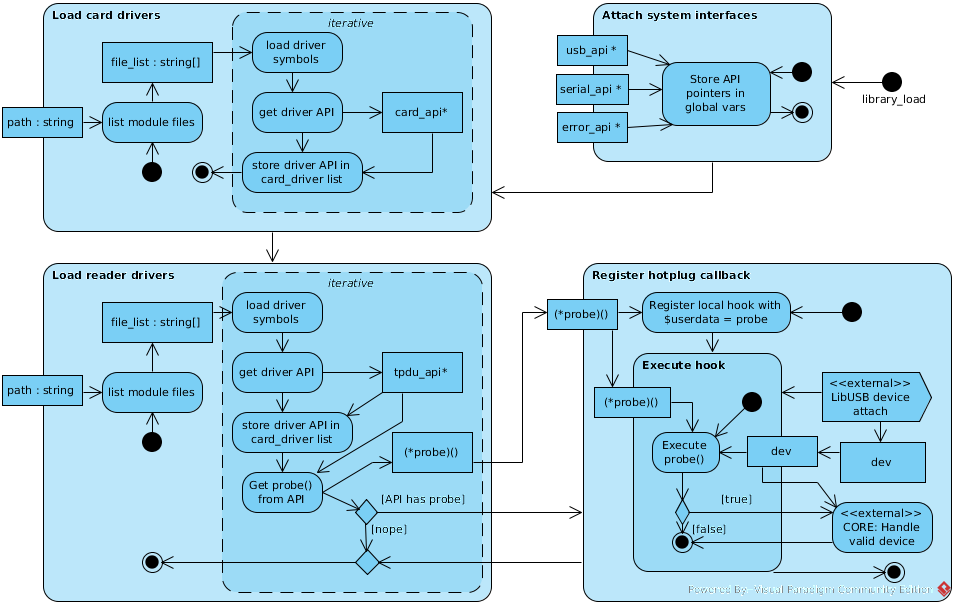 Load card drivers
iterative
file_list : string[]
load driver
symbols
path : string
list module files
get driver API
card_api*
store driver API in
card_driver list
Attach system interfaces
usb_api *
serial_api *
error_api *
Store API
pointers in
global vars
library_load
Load reader drivers
iterative
file_list : string[]
load driver
symbols
path : string
list module files
get driver API
tpdu_api*
store driver API in
card_driver list
(*probe)()
Get probe()
from API
[API has probe]
[nope]
Register hotplug callback
(*probe)()
Register local hook with
$userdata = probe
Execute hook
(*probe)()
<<external>>
LibUSB device
attach
Execute
probe()
dev
dev
[true]
[false]
<<external>>
CORE: Handle
valid device
Powered By Visual Paradigm Community Edition